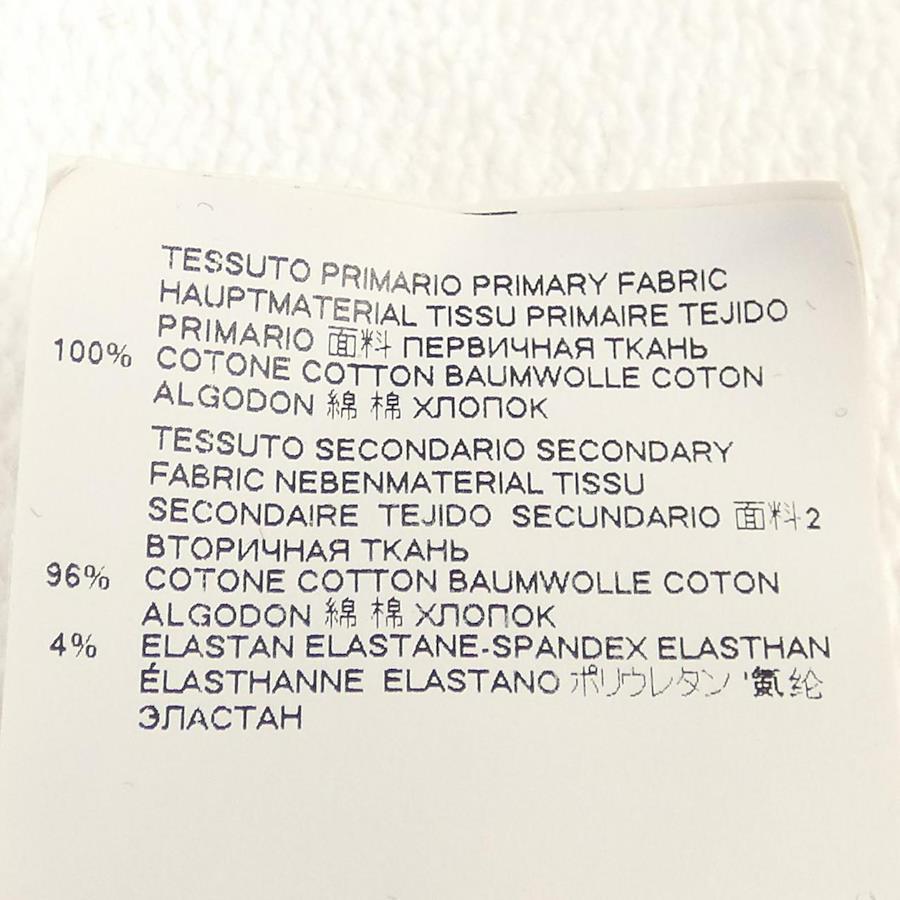 TESSUTO PRIMARIO PRIMARY FABRIC
HAUPTMATERIAL TISSU PRIMAIRE TEJIDO
PRIMARIO 面料 ПЕРВИЧНАЯ ТКАНЬ
100% COTONE COTTON BAUMWOLLE COTON
ALGODON 綿 棉 ХЛОПОК
TESSUTO SECONDARIO SECONDARY
FABRIC NEBENMATERIAL TISSU
SECONDAIRE TEJIDO SECUNDARIO 面料2
ВТОРИЧНАЯ ТКАНЬ
96% COTONE COTTON BAUMWOLLE COTON
ALGODON 綿 棉 ХЛОПОК
4% ELASTAN ELASTANE-SPANDEX ELASTHAN
ÉLASTHANNE ELASTANO ポリウレタン 氨纶
ЭЛАСТАН